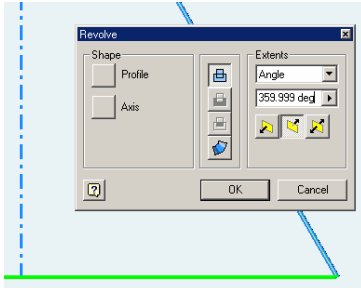 Revolve
Shape
Profile
Axis
Extents
Angle
359.999 deg
?
OK
Cancel